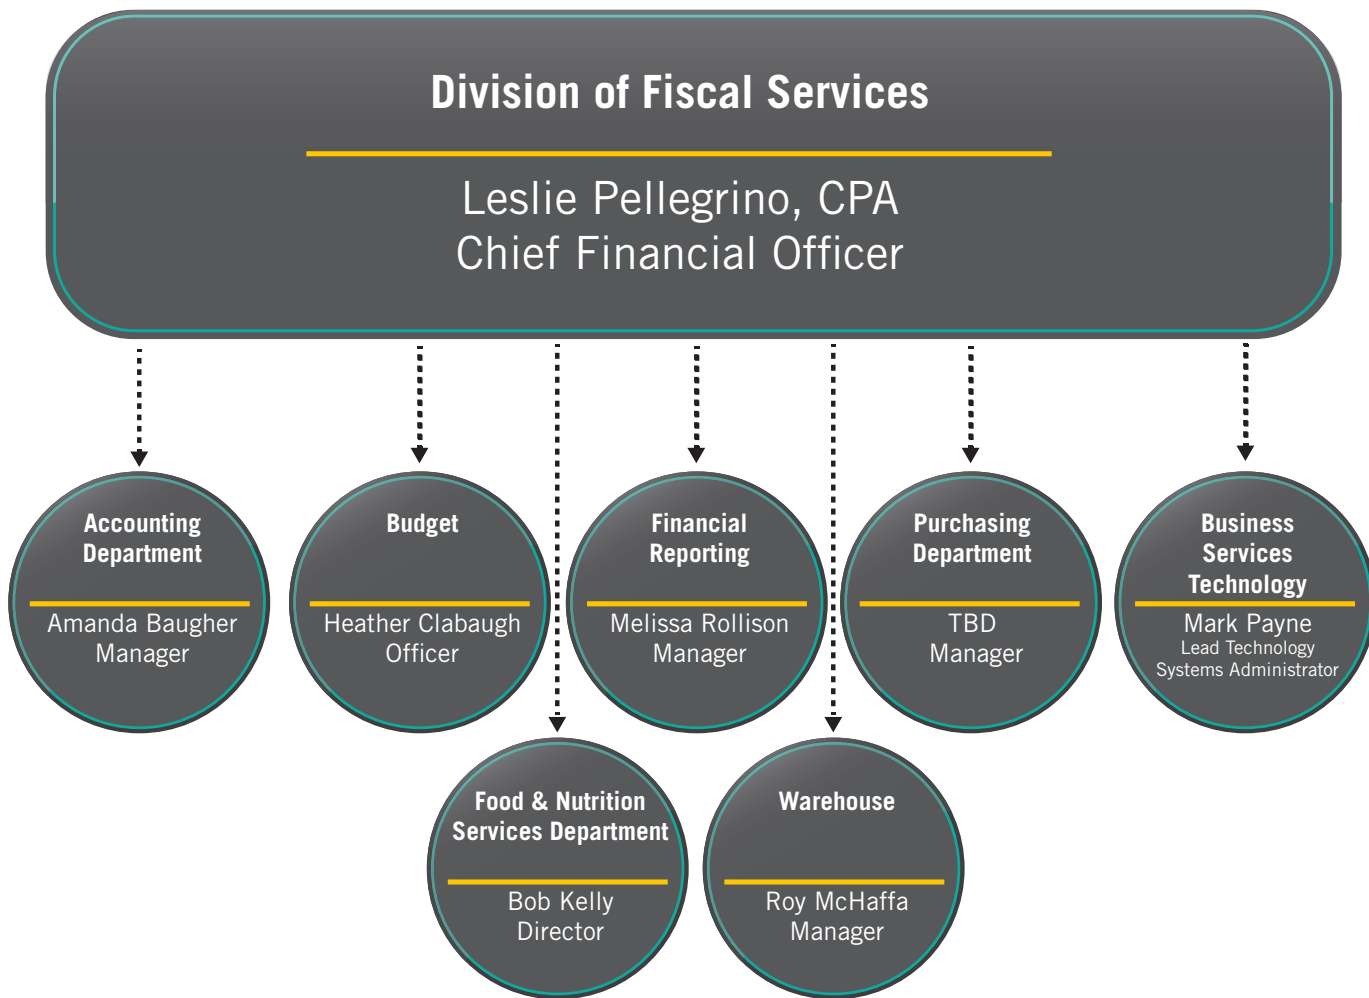 Division of Fiscal Services
Leslie Pellegrino, CPA
Chief Financial Officer
Accounting
Department
Amanda Baugher
Manager
Budget
Heather Clabaugh
Officer
Financial
Reporting
Melissa Rollison
Manager
Purchasing
Department
TBD
Manager
Business
Services
Technology
Mark Payne
Lead Technology
Systems Administrator
Food & Nutrition
Services Department
Bob Kelly
Director
Warehouse
Roy McHaffa
Manager